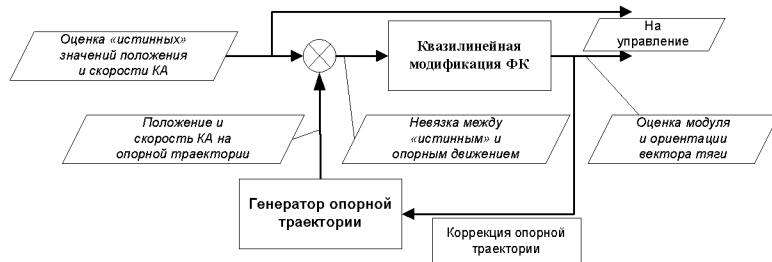 Оценка «истинных»
значений положения
и скорости КА
Квазилинейная
модификация ФК
На
управление
Положение и
скорость КА на
опорной траектории
Невязка между
«истинным» и
опорным движением
Оценка модуля
и ориентации
вектора тяги
Генератор опорной
траектории
Коррекция опорной
траектории